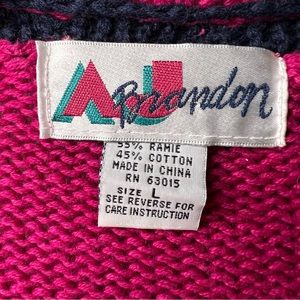 AJ Brandon
55% RAMIE
45% COTTON
MADE IN CHINA
RN 63015
SIZE L
SEE REVERSE FOR
CARE INSTRUCTION